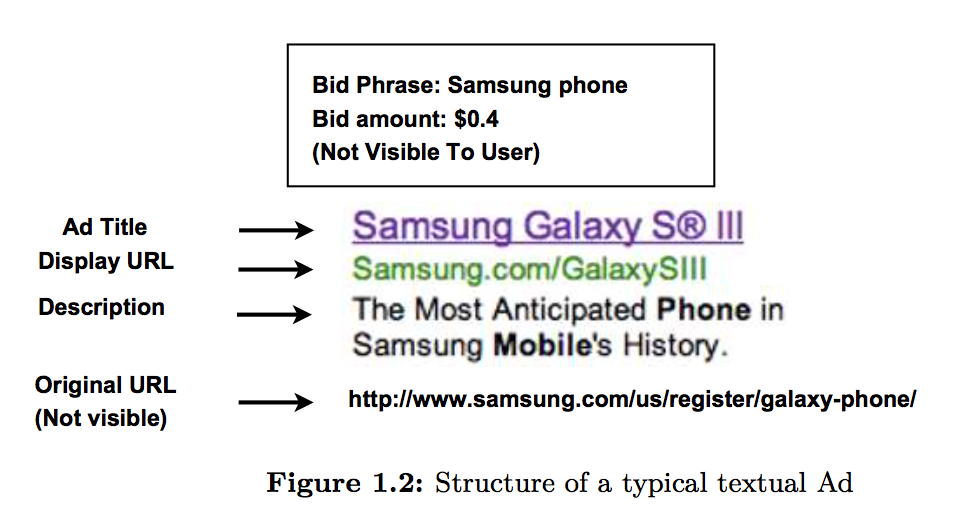 Bid Phrase: Samsung phone
Bid amount: $0.4
(Not Visible To User)
Ad Title
Samsung Galaxy S® III
Display URL
Samsung.com/GalaxySIII
Description
The Most Anticipated Phone in
Samsung Mobile's History.
Original URL
(Not visible)
http://www.samsung.com/us/register/galaxy-phone/
Figure 1.2: Structure of a typical textual Ad